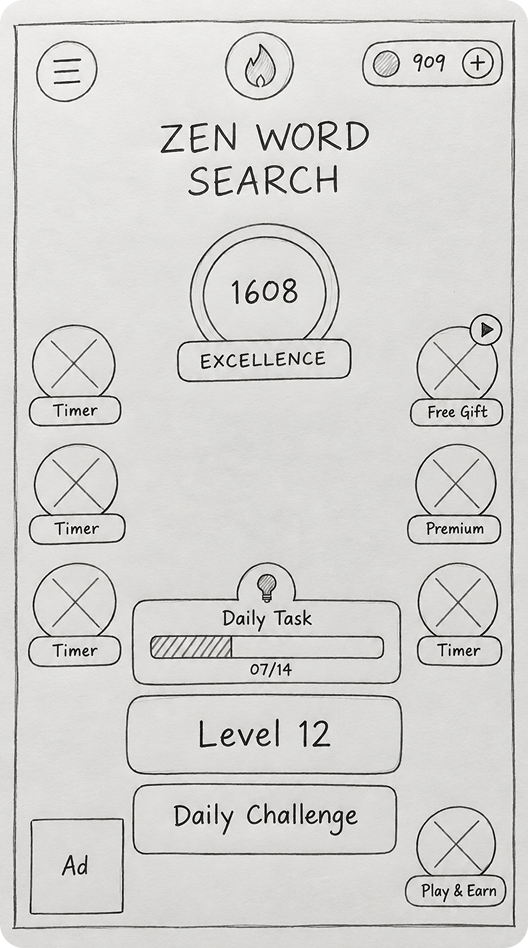 909
ZEN WORD
SEARCH
1608
EXCELLENCE
Timer
Free Gift
Timer
Premium
Daily Task
07/14
Timer
Timer
Level 12
Daily Challenge
Ad
Play & Earn